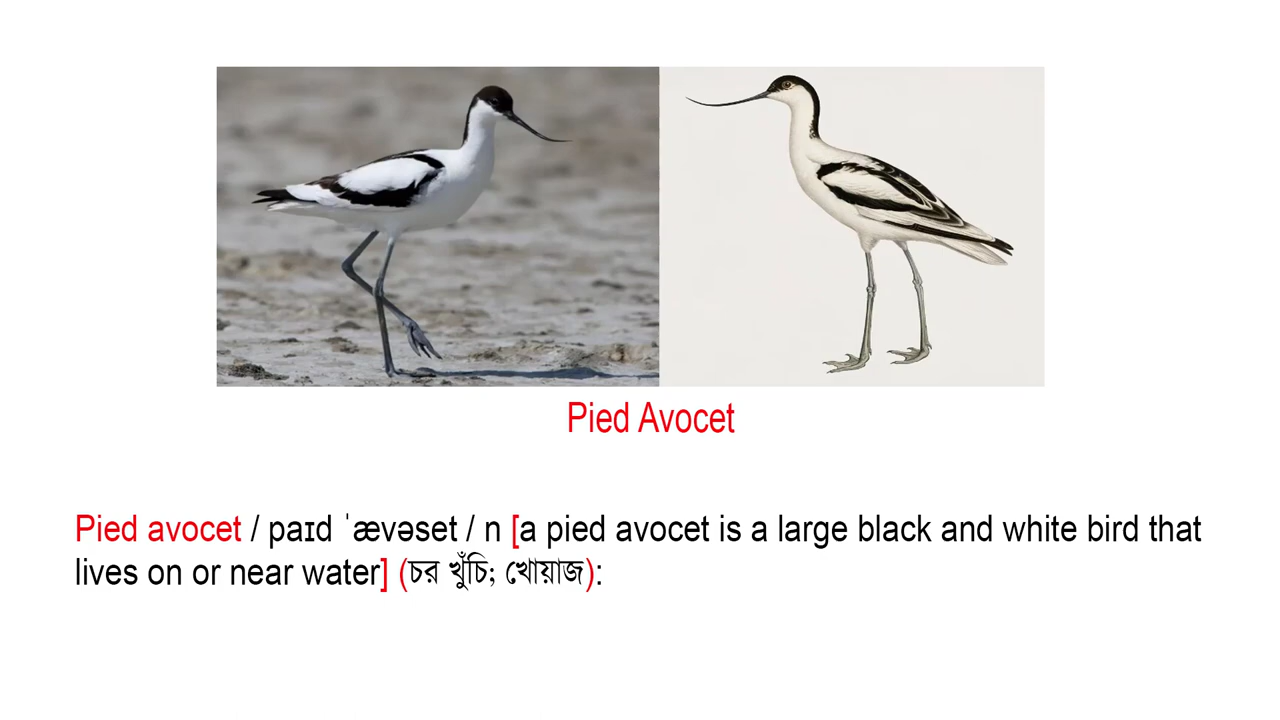 Pied Avocet
Pied avocet / paɪd ˈævəset / n [a pied avocet is a large black and white bird that
lives on or near water] (চর খুঁচি; খোয়াজ):